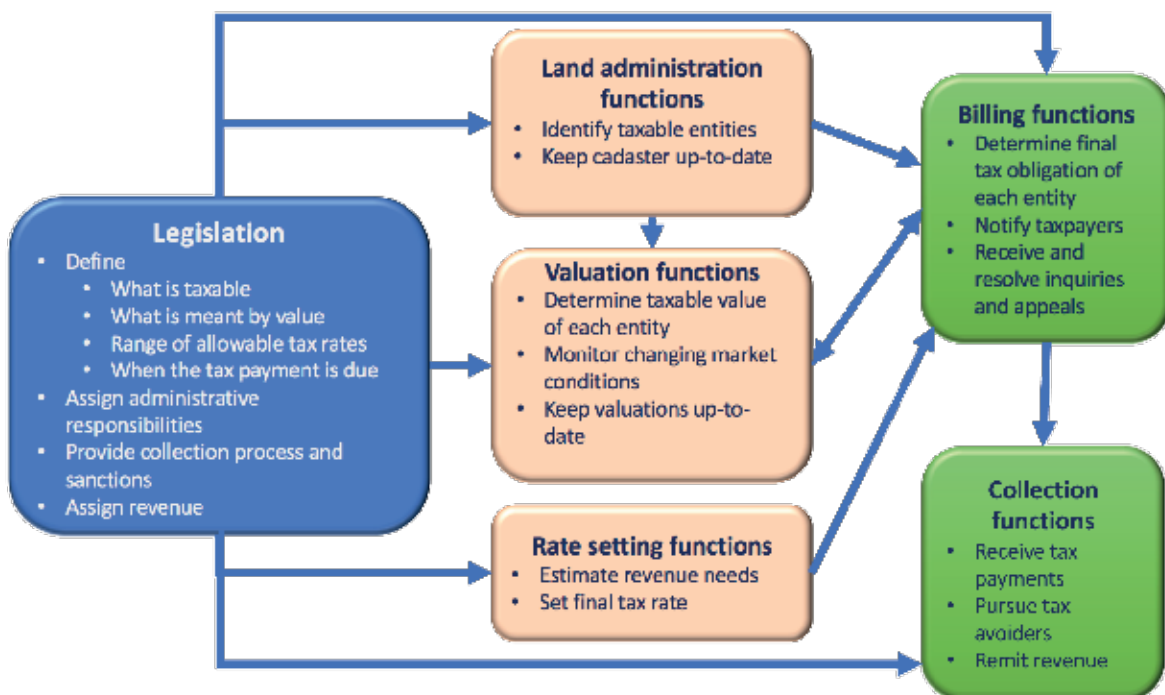 Legislation
• Define
• What is taxable
• What is meant by value
• Range of allowable tax rates
• When the tax payment is due
• Assign administrative
responsibilities
• Provide collection process and
sanctions
• Assign revenue
Land administration
functions
• Identify taxable entities
• Keep cadaster up-to-date
Valuation functions
• Determine taxable value
of each entity
• Monitor changing market
conditions
• Keep valuations up-to-
date
Rate setting functions
• Estimate revenue needs
• Set final tax rate
Billing functions
• Determine final
tax obligation of
each entity
• Notify taxpayers
• Receive and
resolve inquiries
and appeals
Collection
functions
• Receive tax
payments
• Pursue tax
avoiders
• Remit revenue